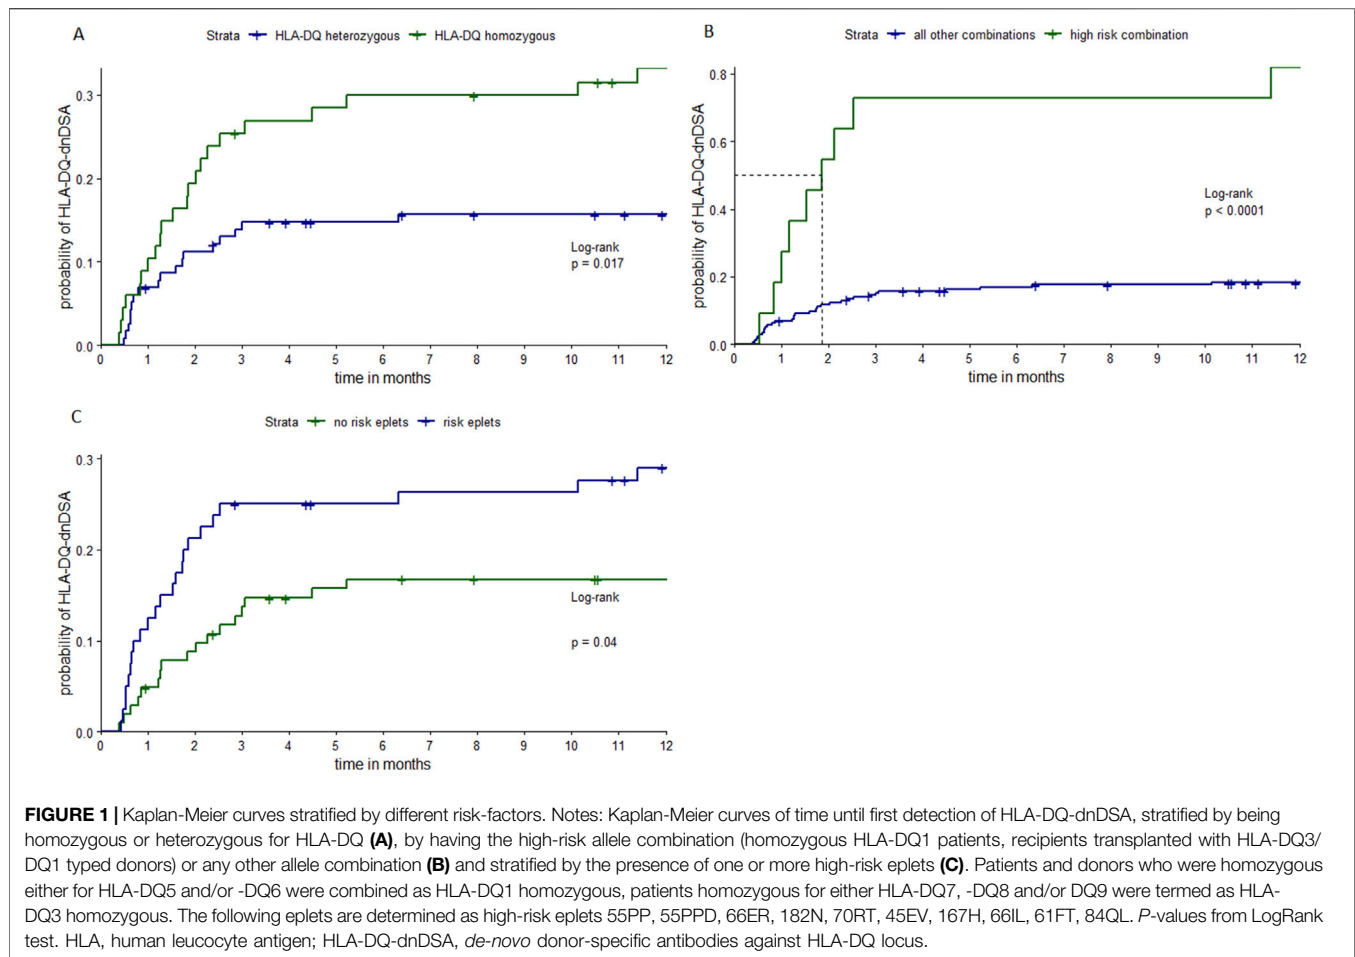 A
Strata HLA-DQ heterozygous HLA-DQ homozygous
probability of HLA-DQ-dnDSA
0.3
0.2
0.1
0.0
Log-rank
p = 0.017
0 1 2 3 4 5 6 7 8 9 10 11 12
time in months
B
Strata all other combinations high risk combination
probability of HLA-DQ-dnDSA
0.8
0.6
0.4
0.2
0.0
Log-rank
p < 0.0001
0 1 2 3 4 5 6 7 8 9 10 11 12
time in months
C
Strata no risk eplets risk eplets
probability of HLA-DQ-dnDSA
0.3
0.2
0.1
0.0
Log-rank
p = 0.04
0 1 2 3 4 5 6 7 8 9 10 11 12
time in months
FIGURE 1 | Kaplan-Meier curves stratified by different risk-factors. Notes: Kaplan-Meier curves of time until first detection of HLA-DQ-dnDSA, stratified by being
homozygous or heterozygous for HLA-DQ (A), by having the high-risk allele combination (homozygous HLA-DQ1 patients, recipients transplanted with HLA-DQ3/
DQ1 typed donors) or any other allele combination (B) and stratified by the presence of one or more high-risk eplets (C). Patients and donors who were homozygous
either for HLA-DQ5 and/or -DQ6 were combined as HLA-DQ1 homozygous, patients homozygous for either HLA-DQ7, -DQ8 and/or DQ9 were termed as HLA-
DQ3 homozygous. The following eplets are determined as high-risk eplets 55PP, 55PPD, 66ER, 182N, 70RT, 45EV, 167H, 66IL, 61FT, 84QL. P-values from LogRank
test. HLA, human leucocyte antigen; HLA-DQ-dnDSA, de-novo donor-specific antibodies against HLA-DQ locus.